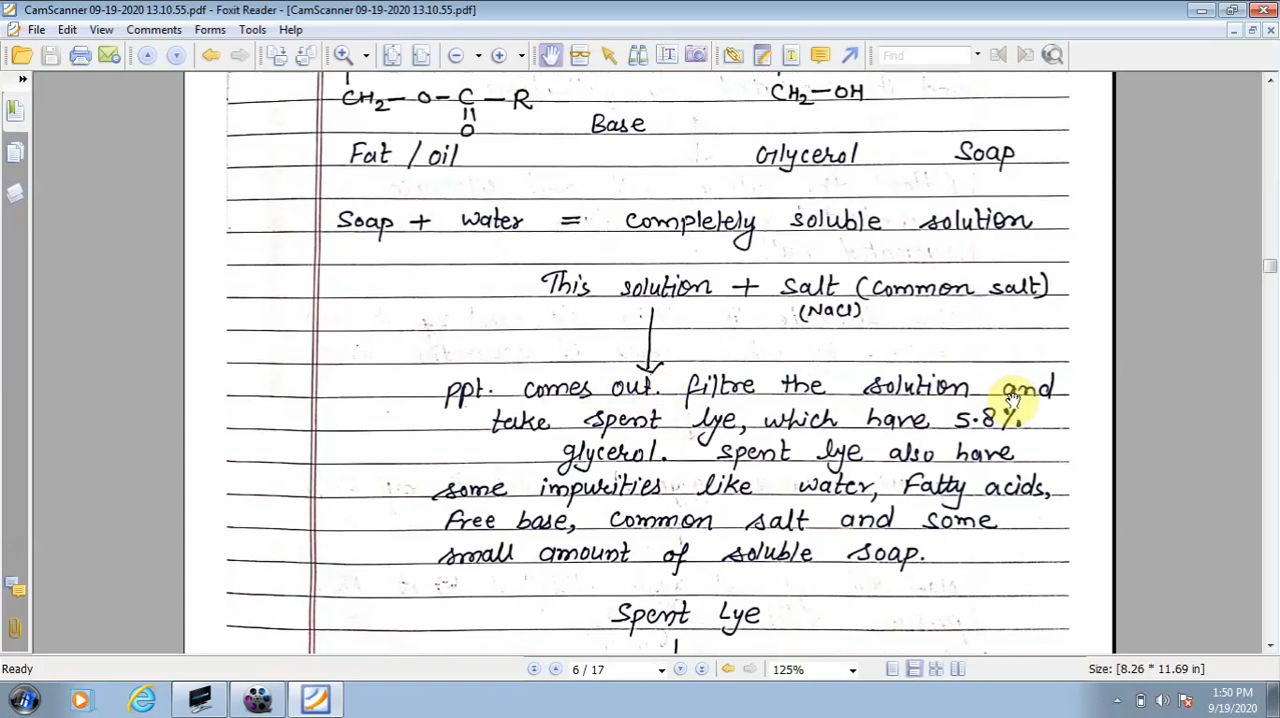 CamScanner 09-19-2020 13.10.55.pdf - Foxit Reader - [CamScanner 09-19-2020 13.10.55.pdf]
File Edit View Comments Forms Tools Help
Find
CH2 — O — C — R
O
CH2 — OH
Base
Fat / oil Glycerol Soap
Soap + water = completely soluble solution
This solution + salt (common salt)
(NaCl)
ppt. comes out. filtre the solution and
take spent lye, which have 5.8%
glycerol. spent lye also have
some impurities like water, Fatty acids,
Free base, common salt and some
small amount of soluble soap.
Spent Lye
Ready 6 / 17 125% Size: [8.26 * 11.69 in]
1:50 PM
9/19/2020